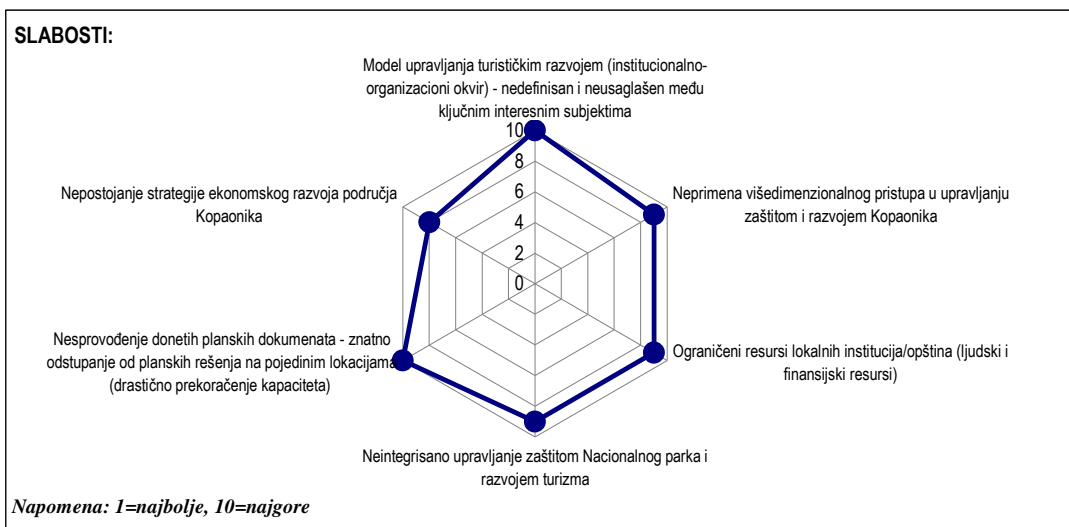 SLABOSTI:
Model upravljanja turističkim razvojem (institucionalno-
organizacioni okvir) - nedefinisan i neusaglašen među
ključnim interesnim subjektima
10
8
6
4
2
0
Nepostojanje strategije ekonomskog razvoja područja
Kopaonika
Neprimena višedimenzionalnog pristupa u upravljanju
zaštitom i razvojem Kopaonika
Nesprovođenje donetih planskih dokumenata - znatno
odstupanje od planskih rešenja na pojedinim lokacijama
(drastično prekoračenje kapaciteta)
Ograničeni resursi lokalnih institucija/opština (ljudski i
finansijski resursi)
Neintegrisano upravljanje zaštitom Nacionalnog parka i
razvojem turizma
Napomena: 1=najbolje, 10=najgore